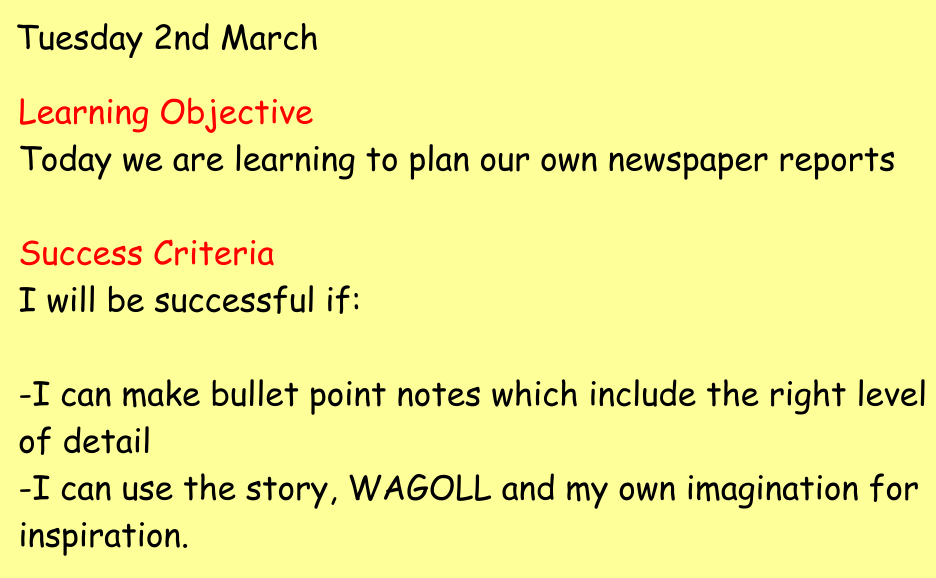 Tuesday 2nd March
Learning Objective
Today we are learning to plan our own newspaper reports
Success Criteria
I will be successful if:
-I can make bullet point notes which include the right level
of detail
-I can use the story, WAGOLL and my own imagination for
inspiration.